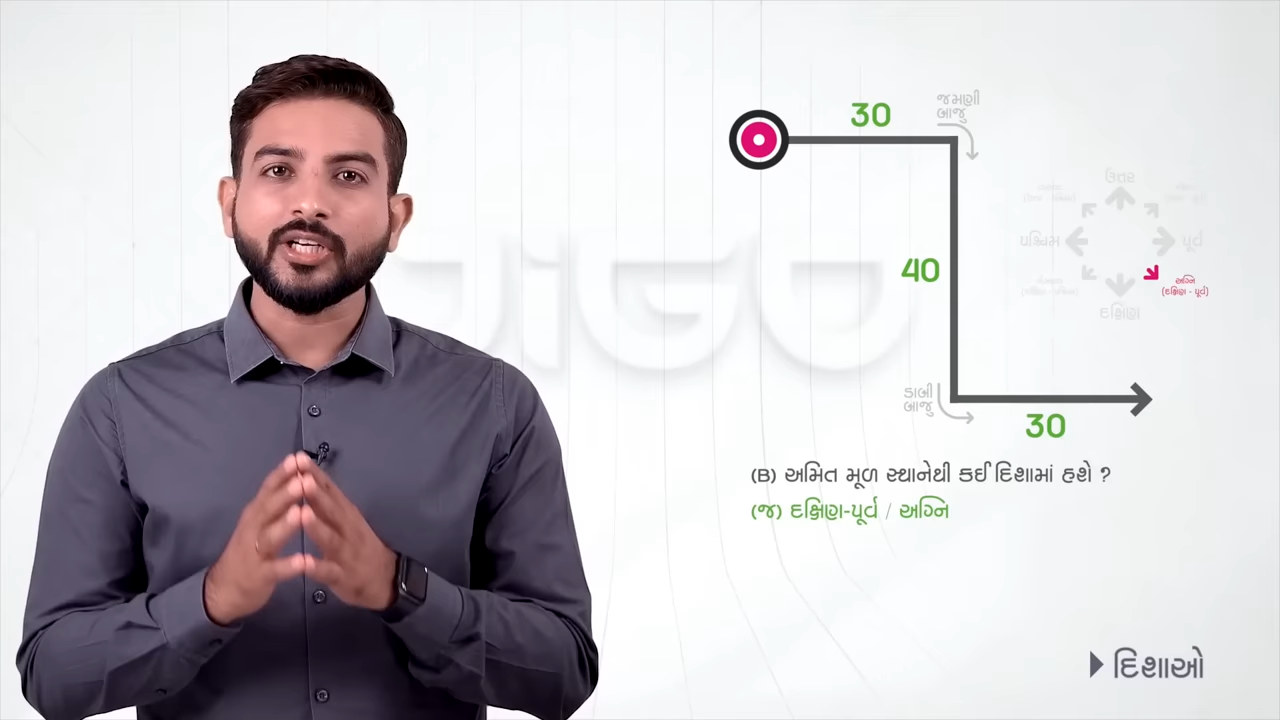 30
જમણી
બાજુ
ઉત્તર
પશ્ચિમ
પૂર્વ
40
અગ્નિ
(દક્ષિણ - પૂર્વ)
દક્ષિણ
ડાબી
બાજુ
30
(B) અમિત મૂળ સ્થાનેથી કઈ દિશામાં હશે ?
(જ) દક્ષિણ-પૂર્વ / અગ્નિ
દિશાઓ